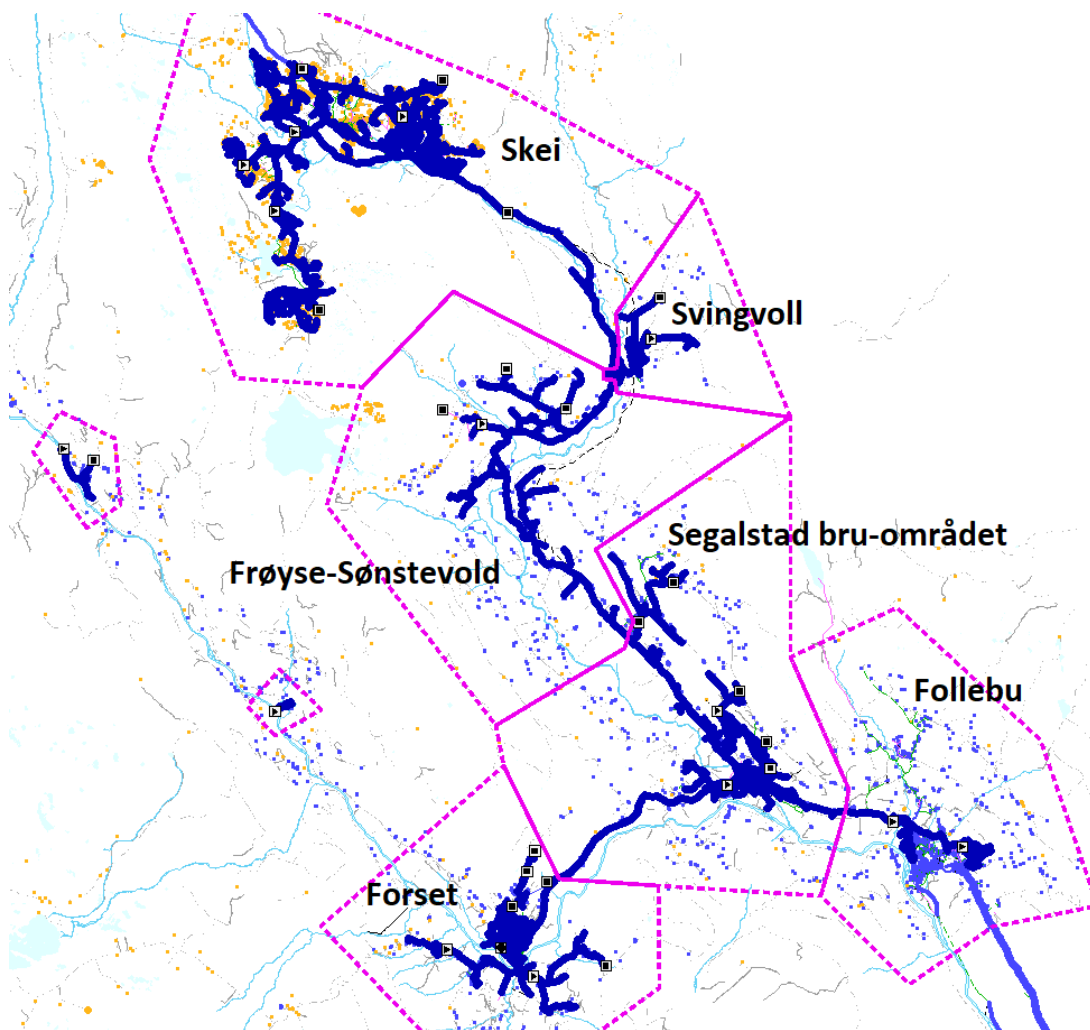 Skei
Svingvoll
Segalstad bru-området
Frøyse-Sønstevold
Follebu
Forset